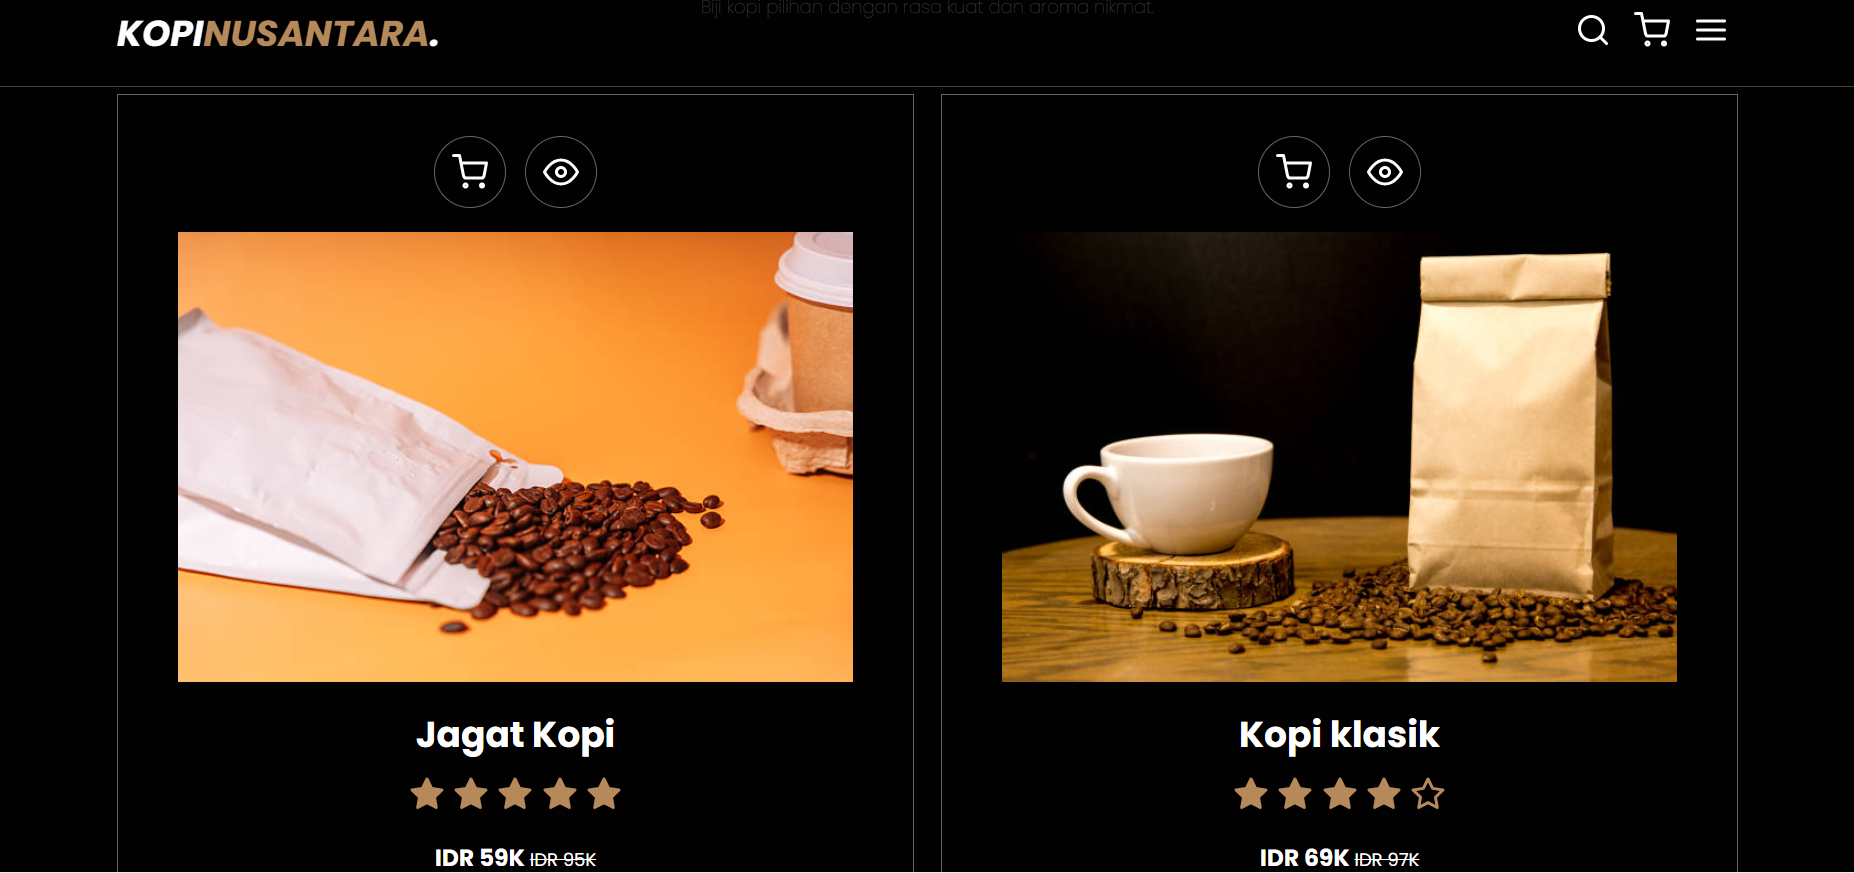 Biji kopi pilihan dengan rasa kuat dan aroma nikmat.
KOPINUSANTARA.
Jagat Kopi
IDR 59K IDR 95K
Kopi klasik
IDR 69K IDR 97K